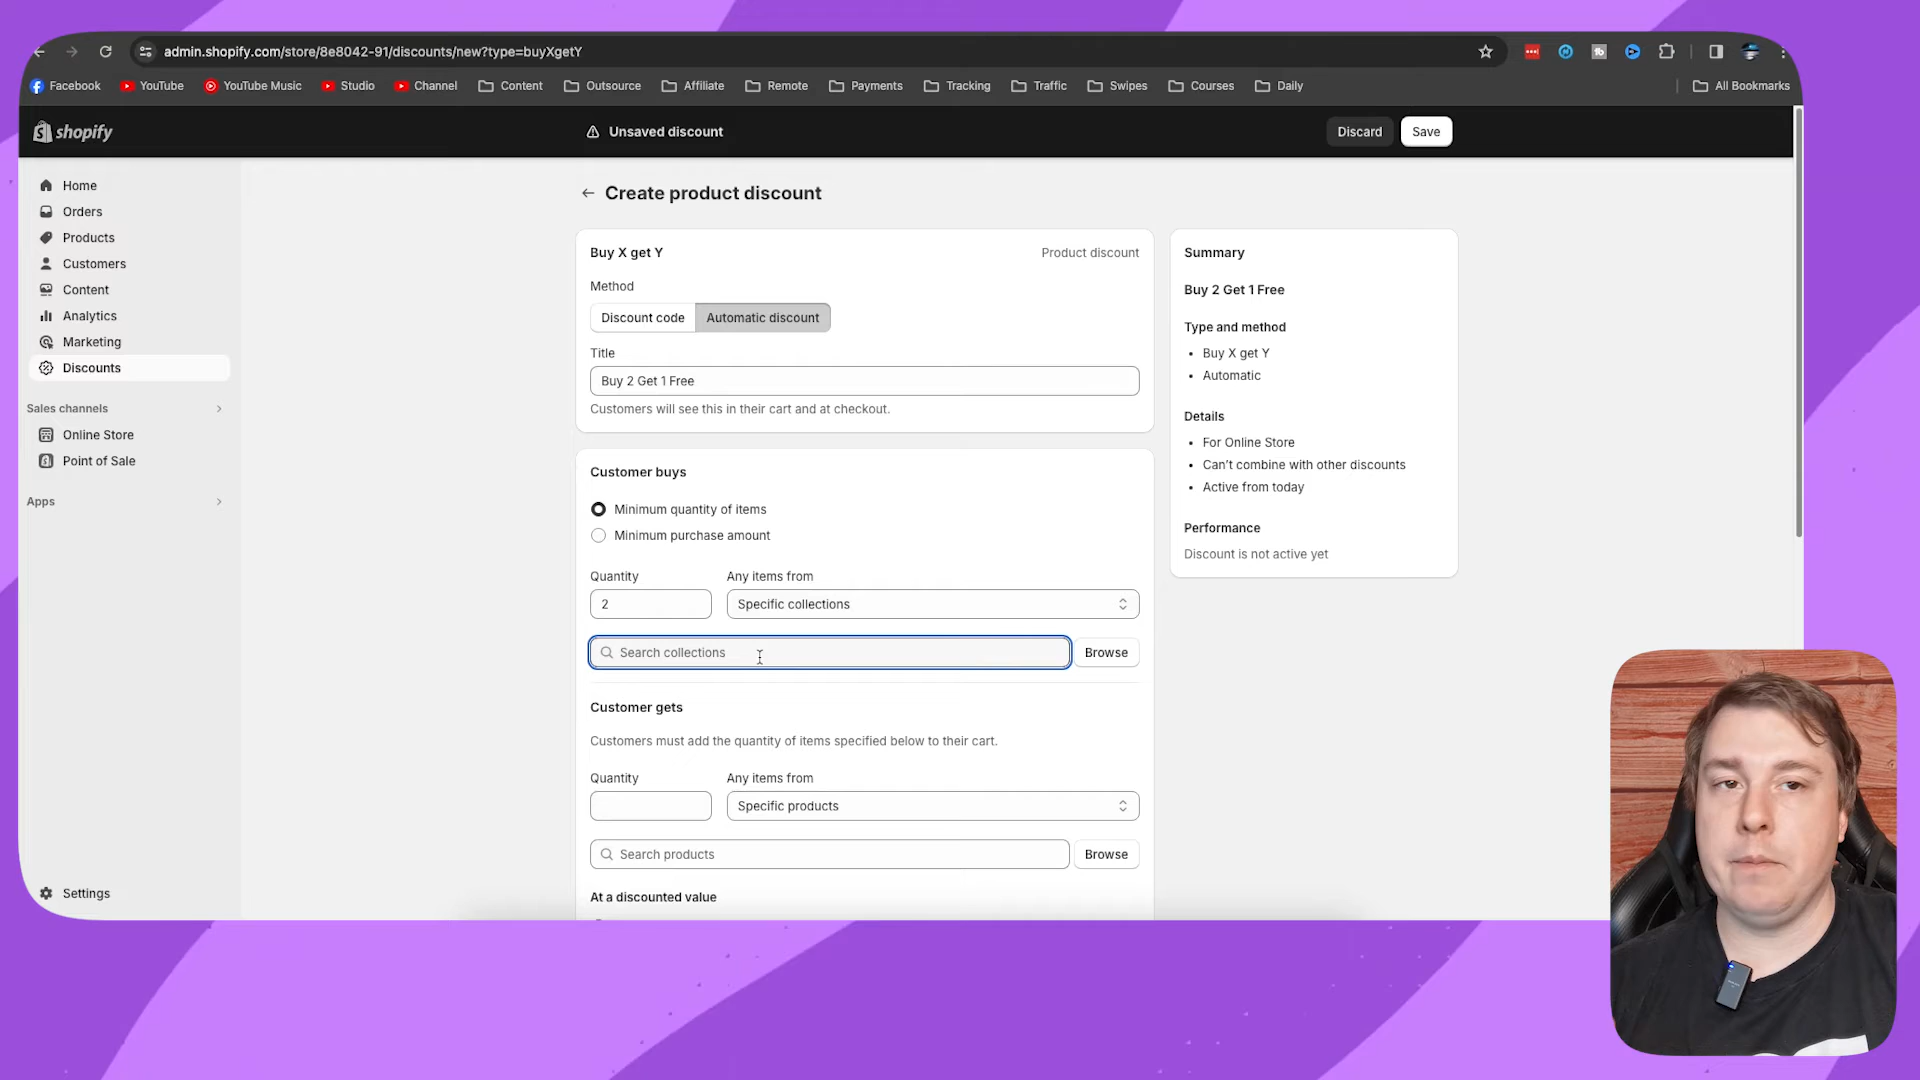 admin.shopify.com/store/8e8042-91/discounts/new?type=buyXgetY
Facebook YouTube YouTube Music Studio Channel Content Outsource Affiliate Remote Payments Tracking Traffic Swipes Courses Daily All Bookmarks
shopify
Unsaved discount
Discard Save
Home
Orders
Products
Customers
Content
Analytics
Marketing
Discounts
Sales channels
Online Store
Point of Sale
Apps
Settings
Create product discount
Buy X get Y Product discount
Method
Discount code Automatic discount
Title
Buy 2 Get 1 Free
Customers will see this in their cart and at checkout.
Customer buys
Minimum quantity of items
Minimum purchase amount
Quantity Any items from
2 Specific collections
Search collections Browse
Customer gets
Customers must add the quantity of items specified below to their cart.
Quantity Any items from
Specific products
Search products Browse
At a discounted value
Summary
Buy 2 Get 1 Free
Type and method
• Buy X get Y
• Automatic
Details
• For Online Store
• Can't combine with other discounts
• Active from today
Performance
Discount is not active yet